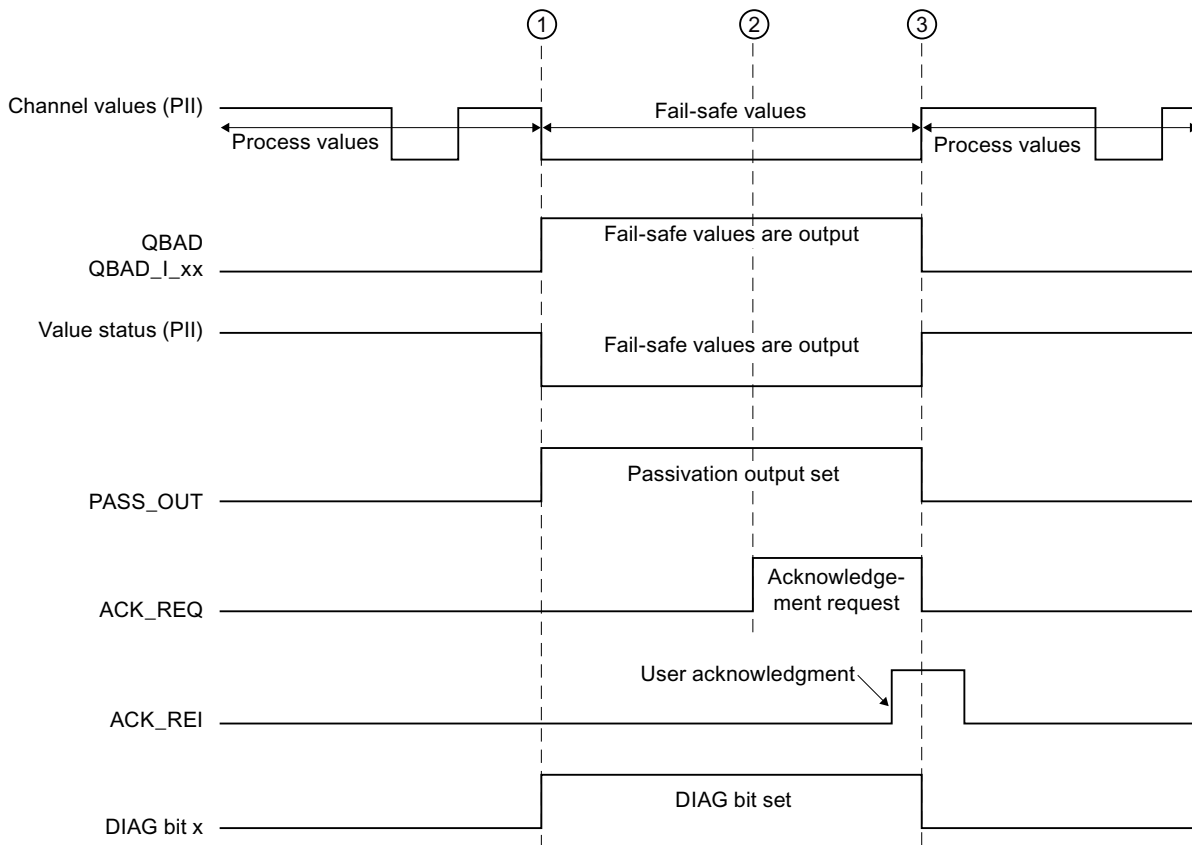 1 2 3
Channel values (PII)
Fail-safe values
Process values
Process values
QBAD
QBAD_I_xx
Fail-safe values are output
Value status (PII)
Fail-safe values are output
PASS_OUT
Passivation output set
ACK_REQ
Acknowledge-
ment request
User acknowledgment
ACK_REI
DIAG bit set
DIAG bit x